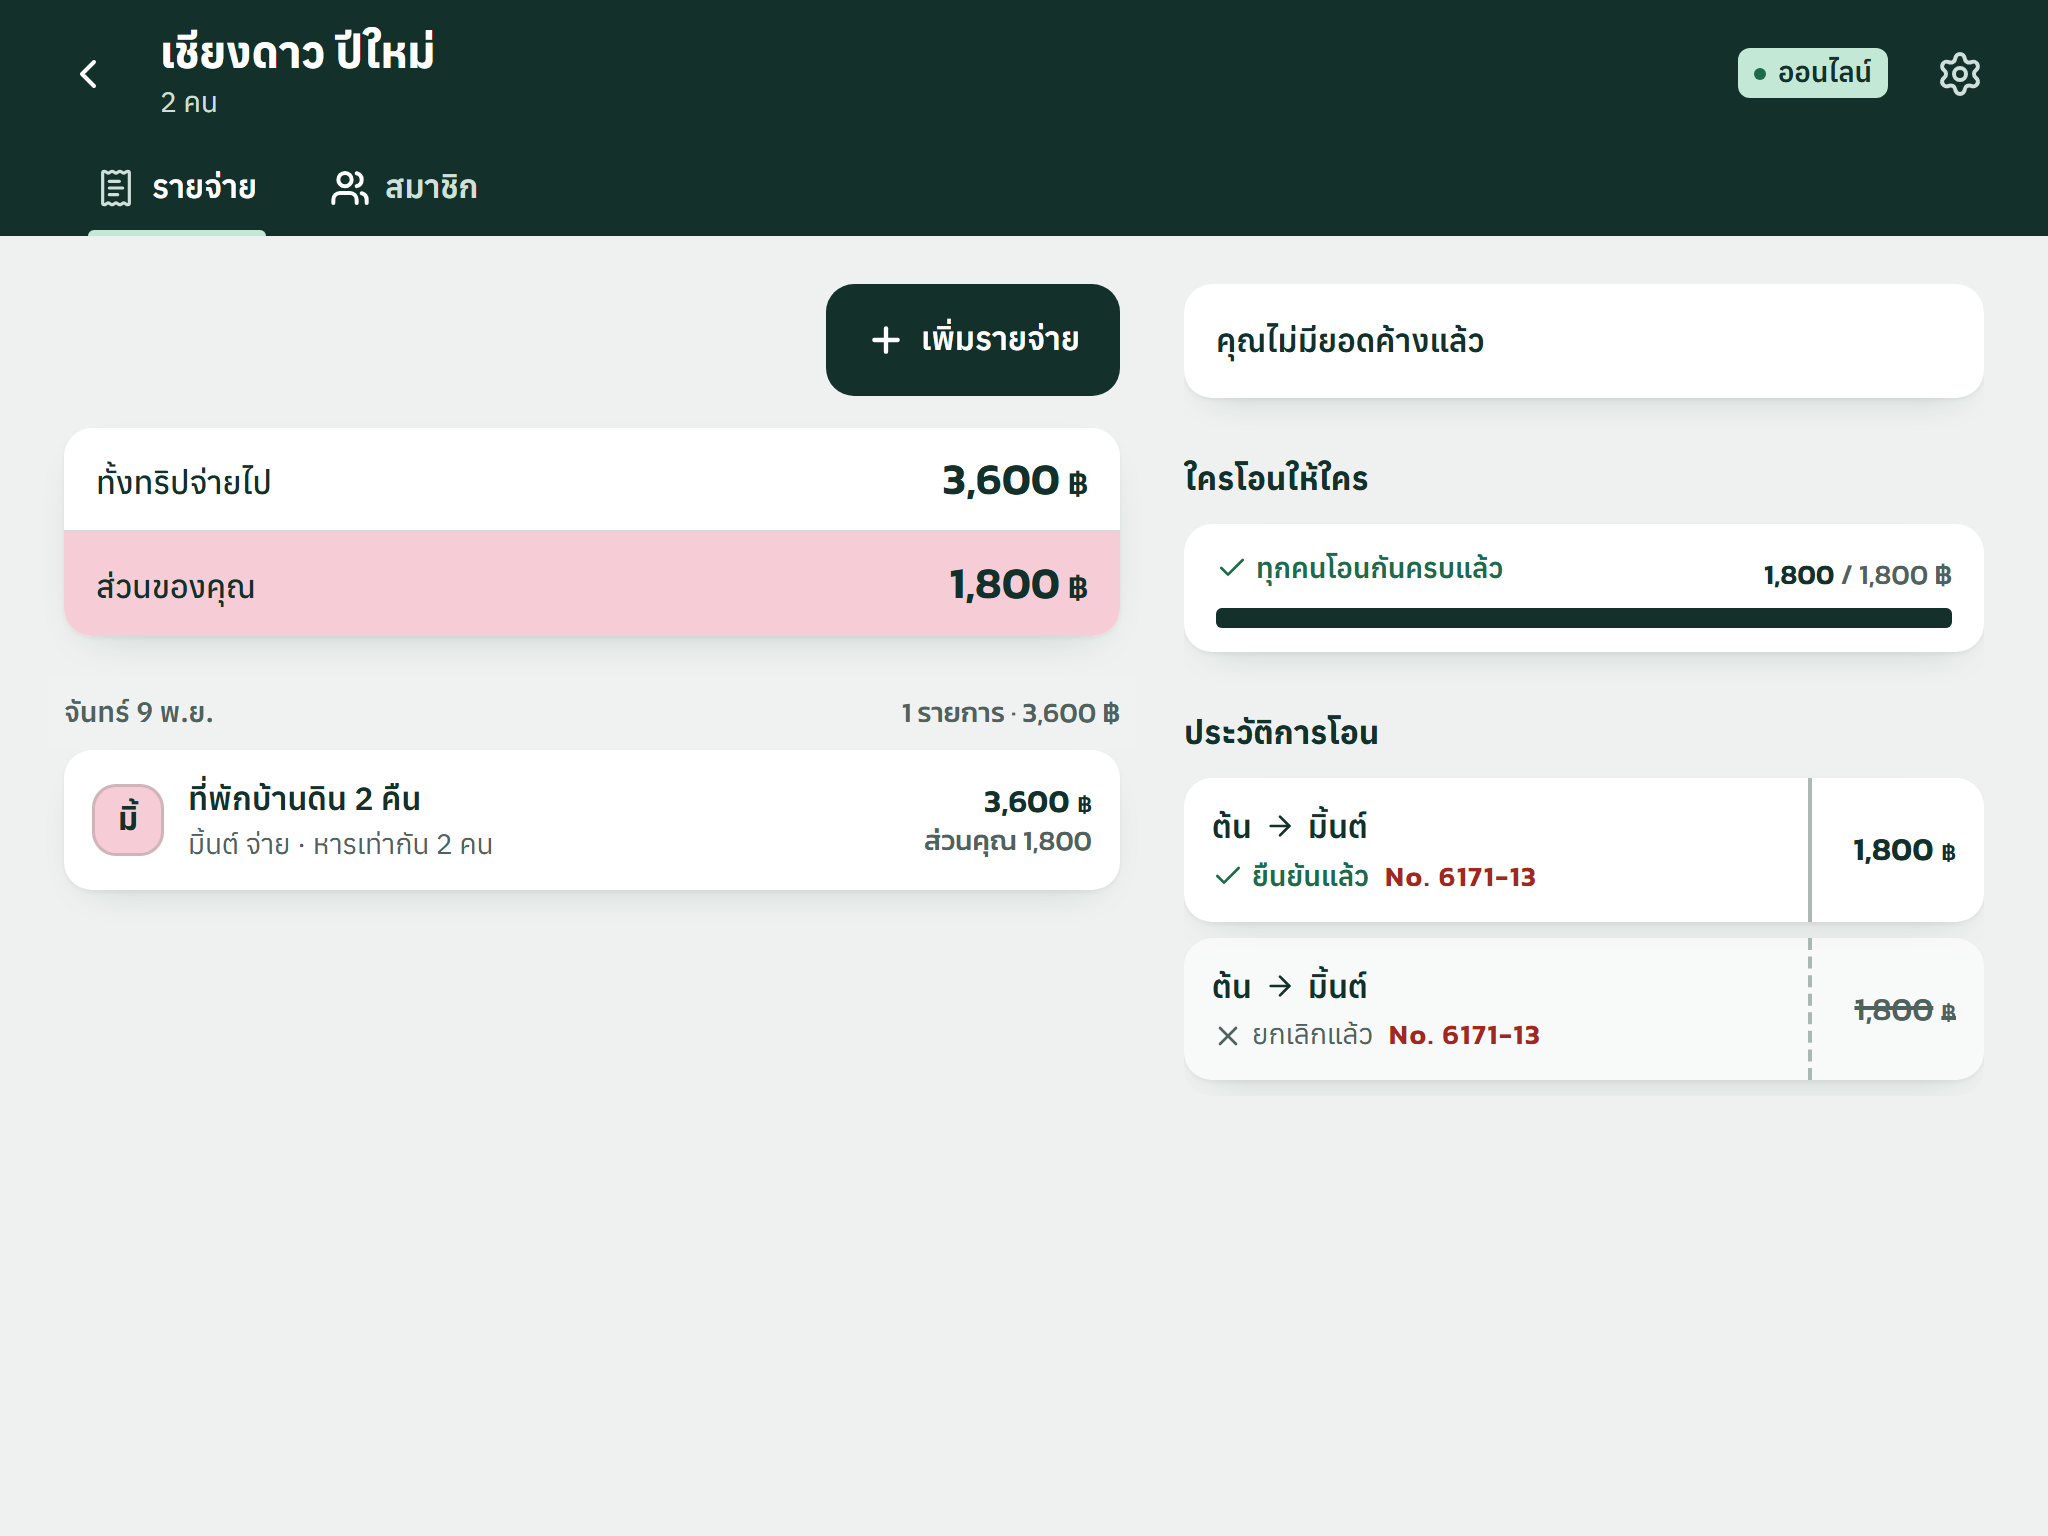 เชียงดาว ปีใหม่
2 คน
ออนไลน์
รายจ่าย
สมาชิก
เพิ่มรายจ่าย
ทั้งทริปจ่ายไป 3,600 ฿
ส่วนของคุณ 1,800 ฿
จันทร์ 9 พ.ย. 1 รายการ · 3,600 ฿
มิ้
ที่พักบ้านดิน 2 คืน 3,600 ฿
มิ้นต์ จ่าย · หารเท่ากัน 2 คน ส่วนคุณ 1,800
คุณไม่มียอดค้างแล้ว
ใครโอนให้ใคร
ทุกคนโอนกันครบแล้ว 1,800 / 1,800 ฿
ประวัติการโอน
ต้น → มิ้นต์ 1,800 ฿
ยืนยันแล้ว No. 6171-13
ต้น → มิ้นต์ 1,800 ฿
ยกเลิกแล้ว No. 6171-13